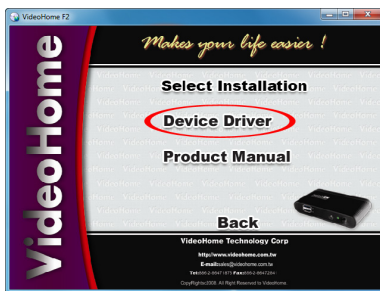 VideoHome F2
VideoHome
Makes your life easier !
Select Installation
Device Driver
Product Manual
Back
VideoHome Technology Corp
http://www.videohome.com.tw
E-mail:sales@videohome.com.tw